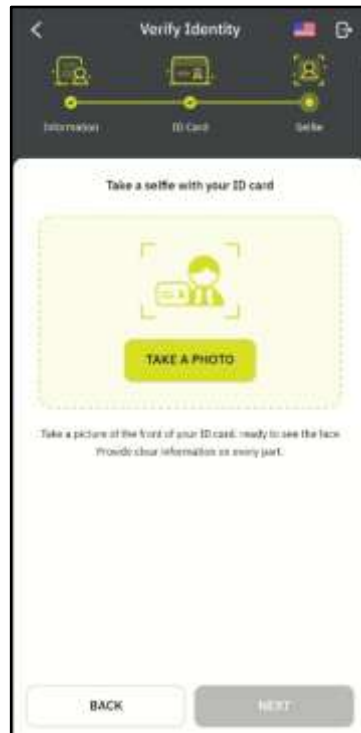 Verify Identity
Information
ID Card
Selfie
Take a selfie with your ID card
TAKE A PHOTO
Take a picture of the front of your ID card, ready to see the face.
Provide clear information on every part.
BACK
NEXT